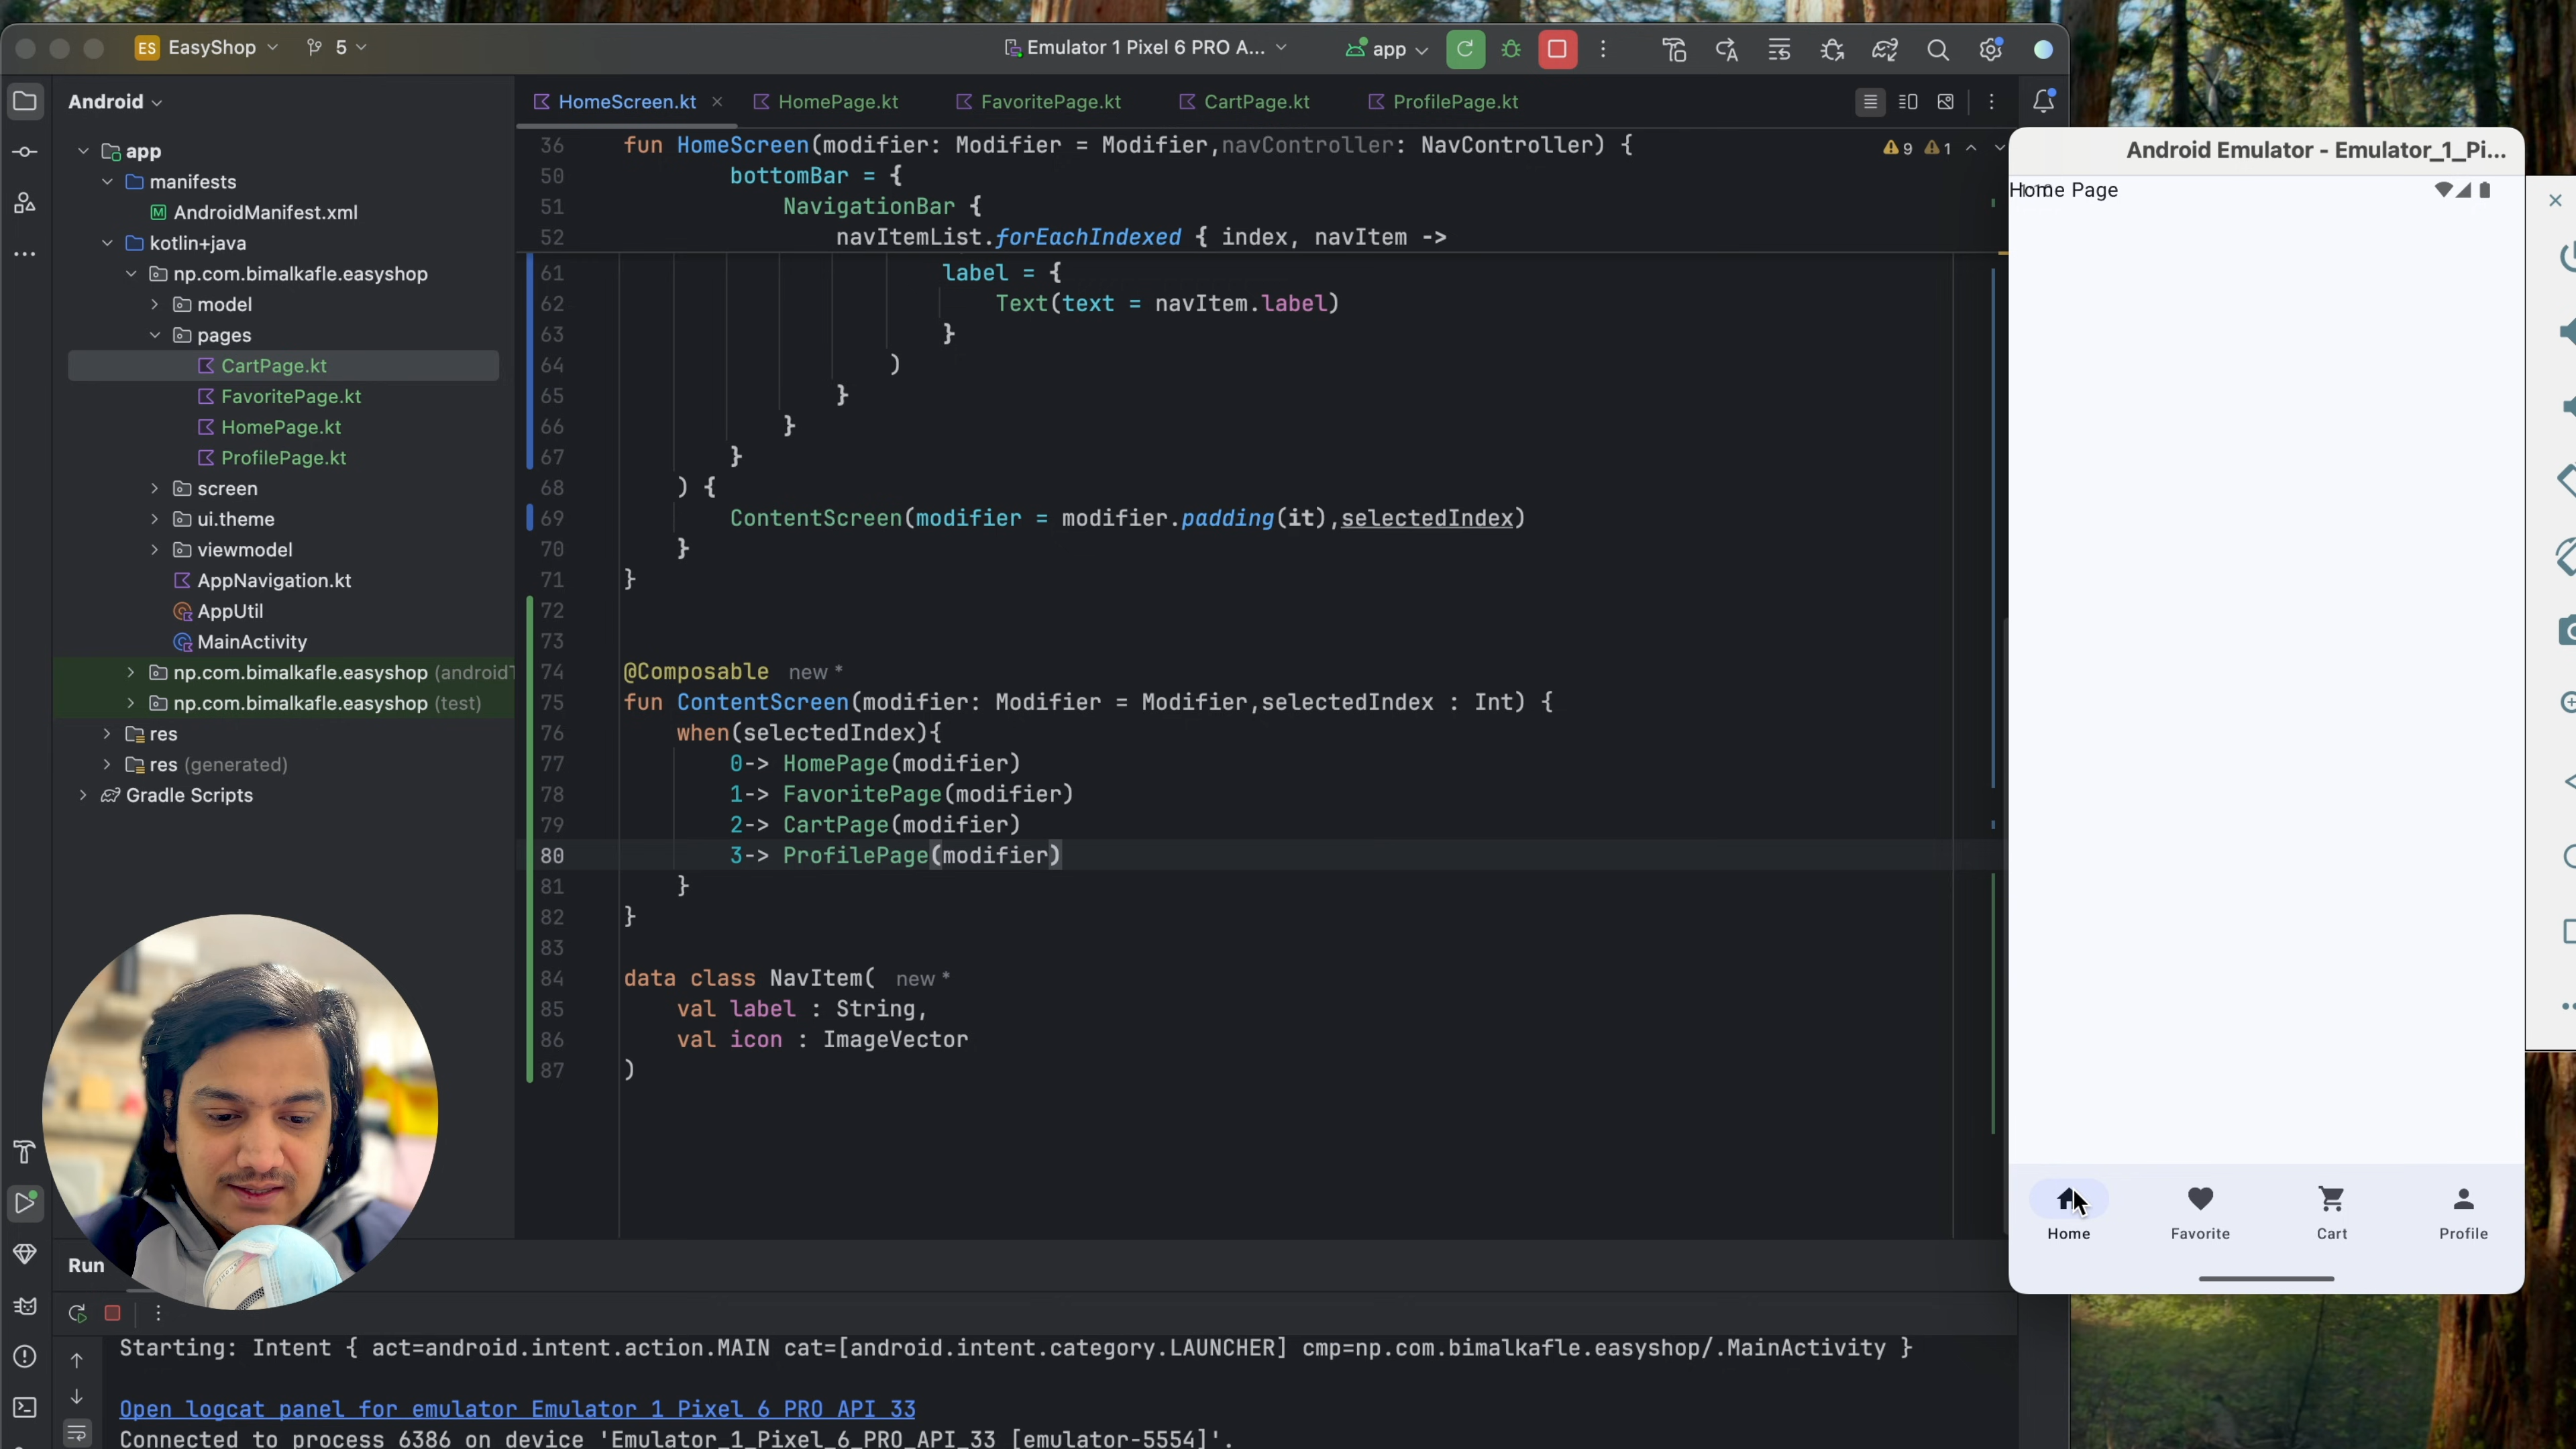 ES EasyShop 5 Emulator 1 Pixel 6 PRO A... app
Android
HomeScreen.kt HomePage.kt FavoritePage.kt CartPage.kt ProfilePage.kt
app
manifests
AndroidManifest.xml
kotlin+java
np.com.bimalkafle.easyshop
model
pages
CartPage.kt
FavoritePage.kt
HomePage.kt
ProfilePage.kt
screen
ui.theme
viewmodel
AppNavigation.kt
AppUtil
MainActivity
np.com.bimalkafle.easyshop (androidT
np.com.bimalkafle.easyshop (test)
res
res (generated)
Gradle Scripts
36 fun HomeScreen(modifier: Modifier = Modifier,navController: NavController) {
9 1
50 bottomBar = {
51 NavigationBar {
52 navItemList.forEachIndexed { index, navItem ->
61 label = {
62 Text(text = navItem.label)
63 }
64 )
65 }
66 }
67 }
68 ) {
69 ContentScreen(modifier = modifier.padding(it),selectedIndex)
70 }
71 }
72
73
74 @Composable new *
75 fun ContentScreen(modifier: Modifier = Modifier,selectedIndex : Int) {
76 when(selectedIndex){
77 0-> HomePage(modifier)
78 1-> FavoritePage(modifier)
79 2-> CartPage(modifier)
80 3-> ProfilePage(modifier)
81 }
82 }
83
84 data class NavItem( new *
85 val label : String,
86 val icon : ImageVector
87 )
Android Emulator - Emulator_1_Pi...
Home Page
Home Favorite Cart Profile
Run
Starting: Intent { act=android.intent.action.MAIN cat=[android.intent.category.LAUNCHER] cmp=np.com.bimalkafle.easyshop/.MainActivity }
Open logcat panel for emulator Emulator 1 Pixel 6 PRO API 33
Connected to process 6386 on device 'Emulator_1_Pixel_6_PRO_API_33 [emulator-5554]'.